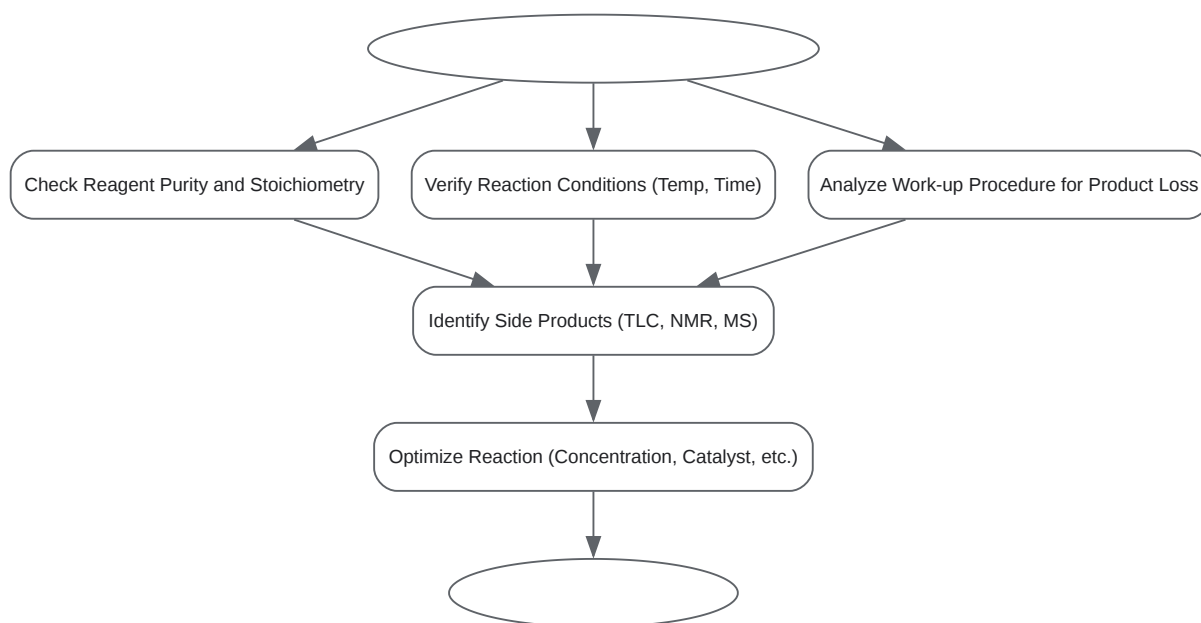 Check Reagent Purity and Stoichiometry
Verify Reaction Conditions (Temp, Time)
Analyze Work-up Procedure for Product Loss
Identify Side Products (TLC, NMR, MS)
Optimize Reaction (Concentration, Catalyst, etc.)